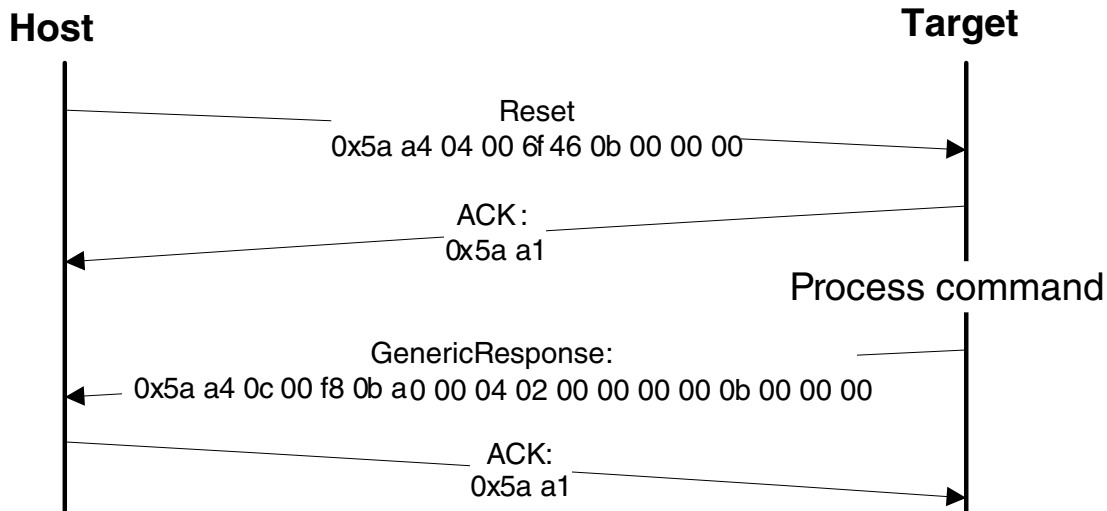 Host
Target
Reset
0x5a a4 04 00 6f 46 0b 00 00 00
ACK:
0x5a a1
Process command
GenericResponse:
0x5a a4 0c 00 f8 0b a0 00 04 02 00 00 00 00 0b 00 00 00
ACK:
0x5a a1